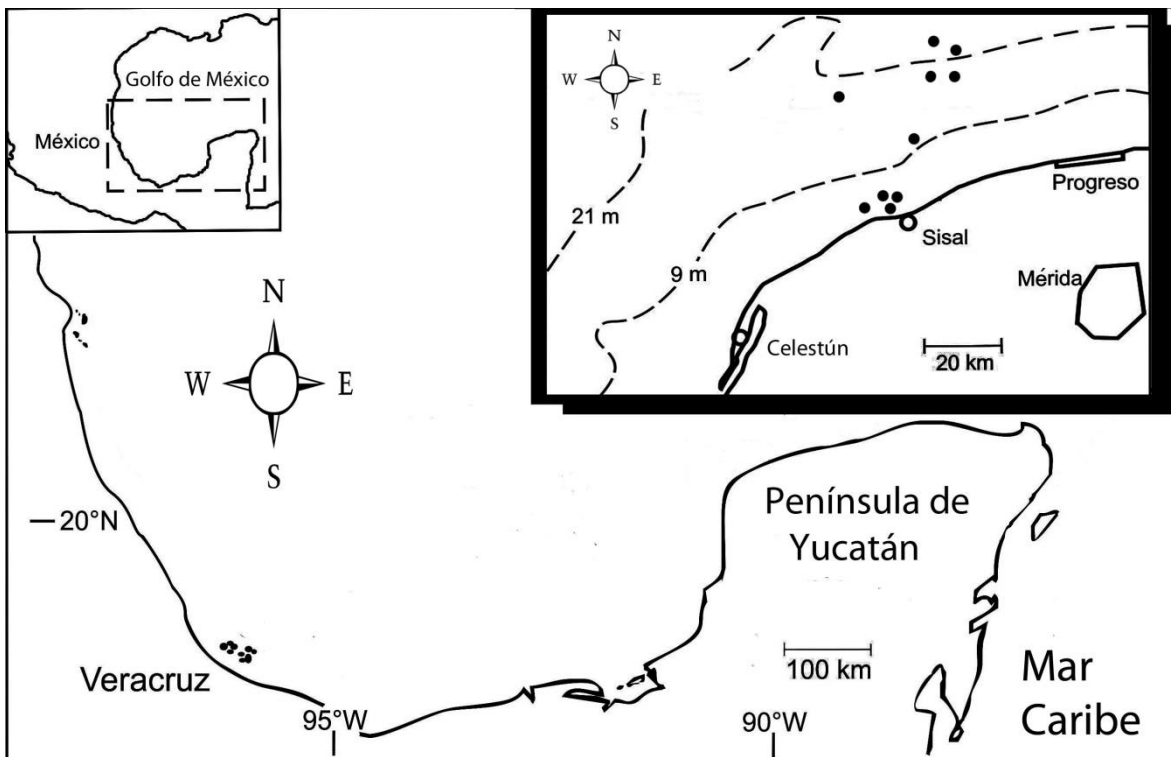 Golfo de México
México
N
W
E
S
21 m
9 m
Progreso
Sisal
Mérida
Celestún
20 km
N
W
E
S
20°N
Península de
Yucatán
100 km
Veracruz
95°W
90°W
Mar
Caribe